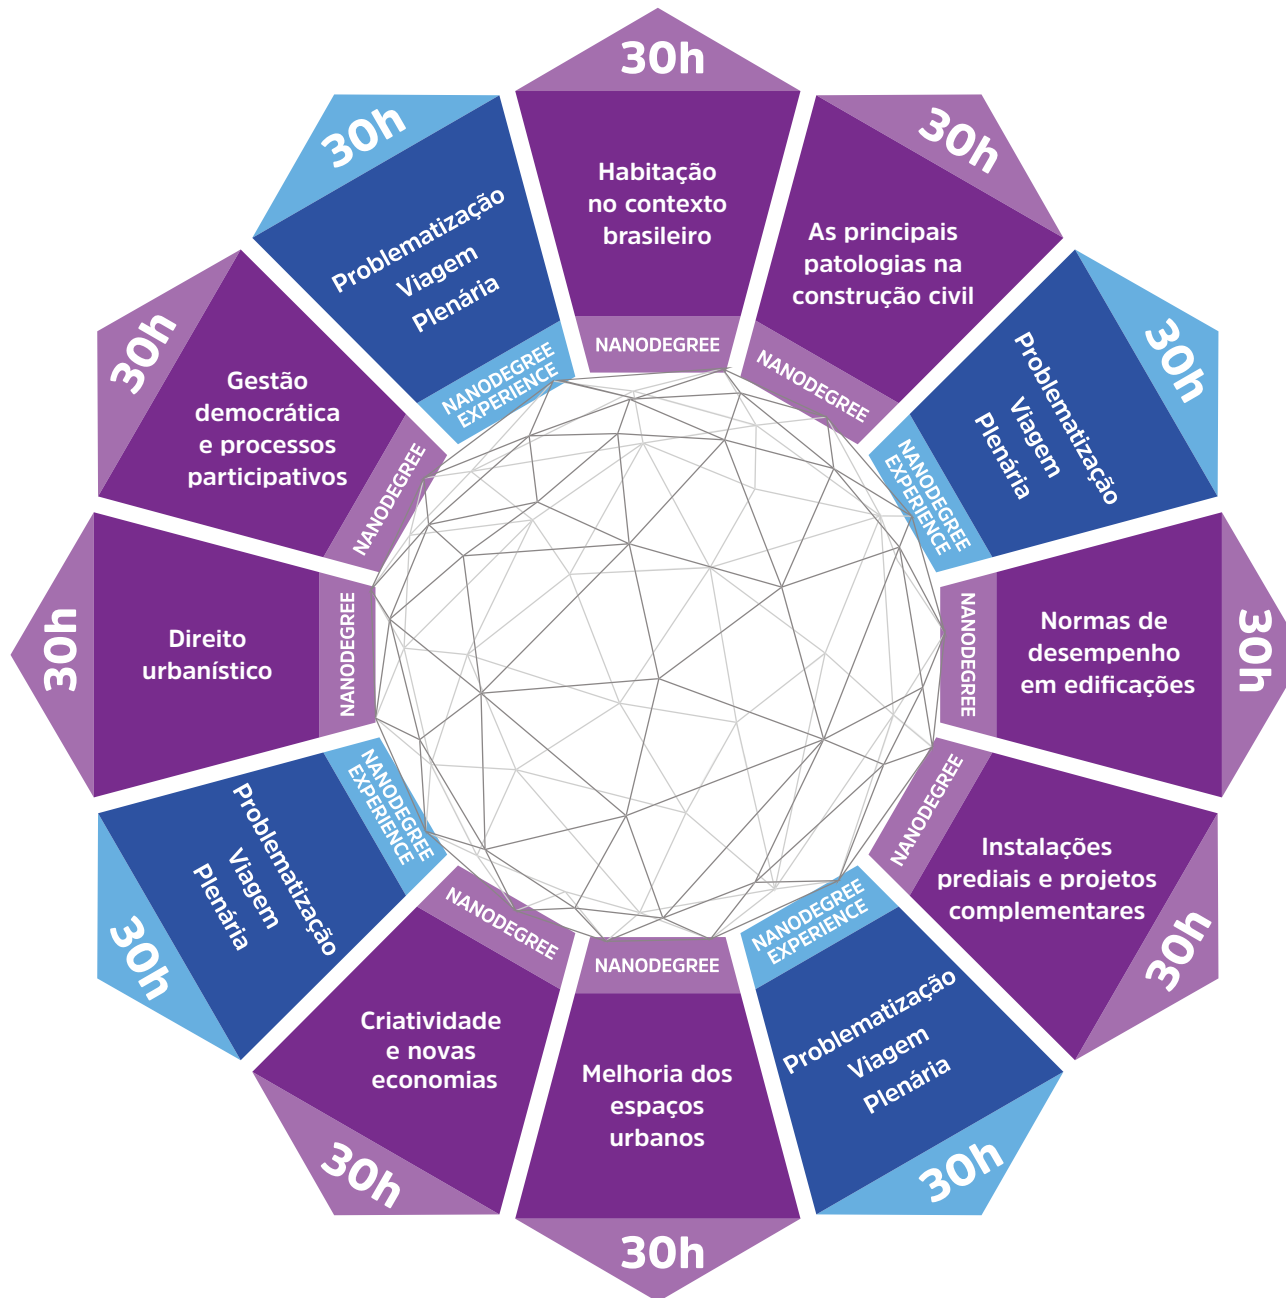 30h
Habitação
no contexto
brasileiro
NANODEGREE
30h
As principais
patologias na
construção civil
NANODEGREE
30h
Problematização
Viagem
Plenária
NANODEGREE
EXPERIENCE
30h
Normas de
desempenho
em edificações
NANODEGREE
30h
Instalações
prediais e projetos
complementares
NANODEGREE
30h
Problematização
Viagem
Plenária
NANODEGREE
EXPERIENCE
30h
Melhoria dos
espaços
urbanos
NANODEGREE
30h
Criatividade
e novas
economias
NANODEGREE
30h
Problematização
Viagem
Plenária
NANODEGREE
EXPERIENCE
30h
Direito
urbanístico
NANODEGREE
30h
Gestão
democrática
e processos
participativos
NANODEGREE
30h
Problematização
Viagem
Plenária
NANODEGREE
EXPERIENCE